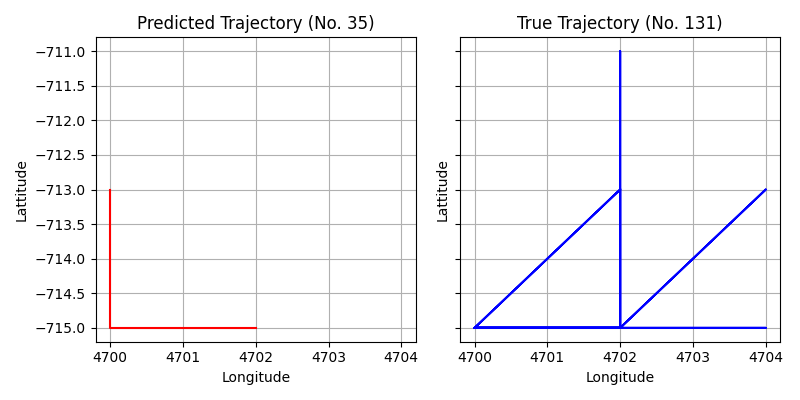 Predicted Trajectory (No. 35)
Lattitude
−711.0
−711.5
−712.0
−712.5
−713.0
−713.5
−714.0
−714.5
−715.0
4700 4701 4702 4703 4704
Longitude
True Trajectory (No. 131)
Lattitude
4700 4701 4702 4703 4704
Longitude